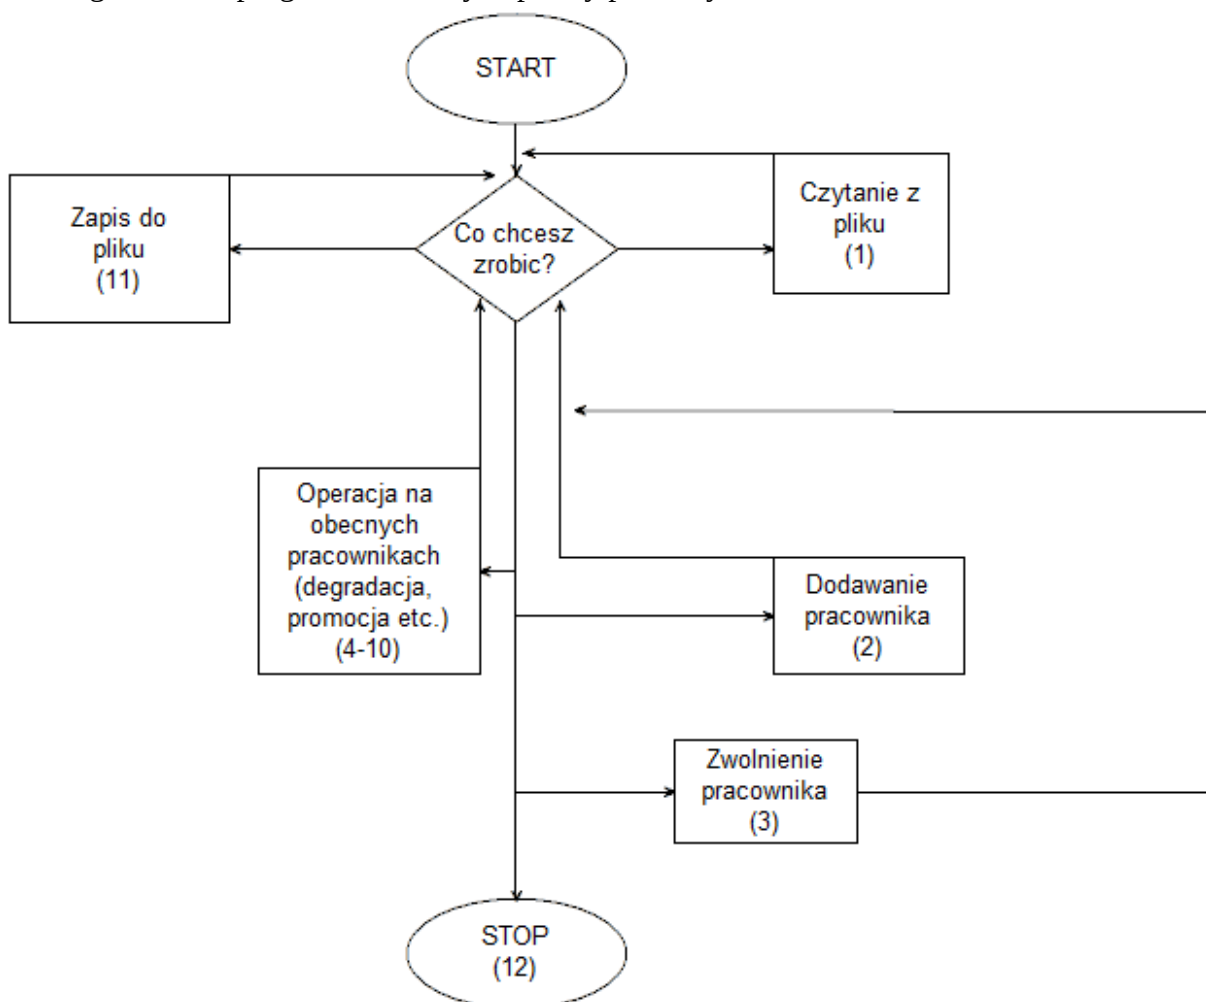 START
Zapis do
pliku
(11)
Co chcesz
zrobic?
Czytanie z
pliku
(1)
Operacja na
obecnych
pracownikach
(degradacja,
promocja etc.)
(4-10)
Dodawanie
pracownika
(2)
Zwolnienie
pracownika
(3)
STOP
(12)